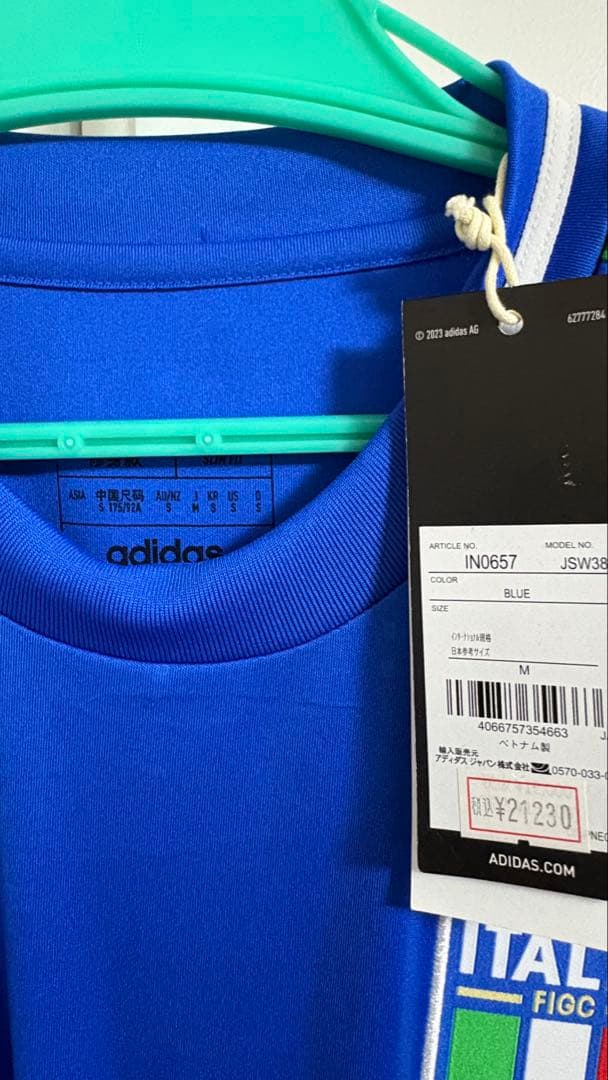 © 2023 adidas AG
62777284
ASIA 中国尺码 AU/NZ J KR US D
S 175/92A S M S S S
adidas
ARTICLE NO. MODEL NO.
IN0657 JSW38
COLOR
BLUE
SIZE
インターナショナル規格
日本参考サイズ
M
4066757354663
ベトナム製
輸入販売元
アディダス ジャパン株式会社 0570-033-
税込¥21230
ADIDAS.COM
ITAL
FIGC